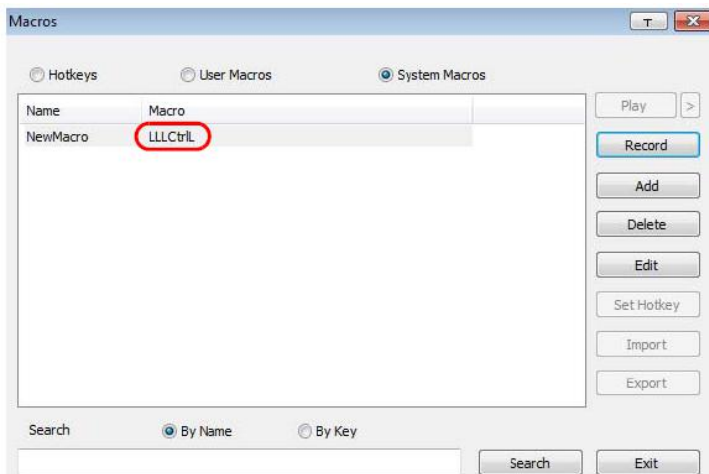 Macros
Hotkeys User Macros System Macros
Name Macro
NewMacro LLLCtrlL
Play >
Record
Add
Delete
Edit
Set Hotkey
Import
Export
Search By Name By Key
Search Exit